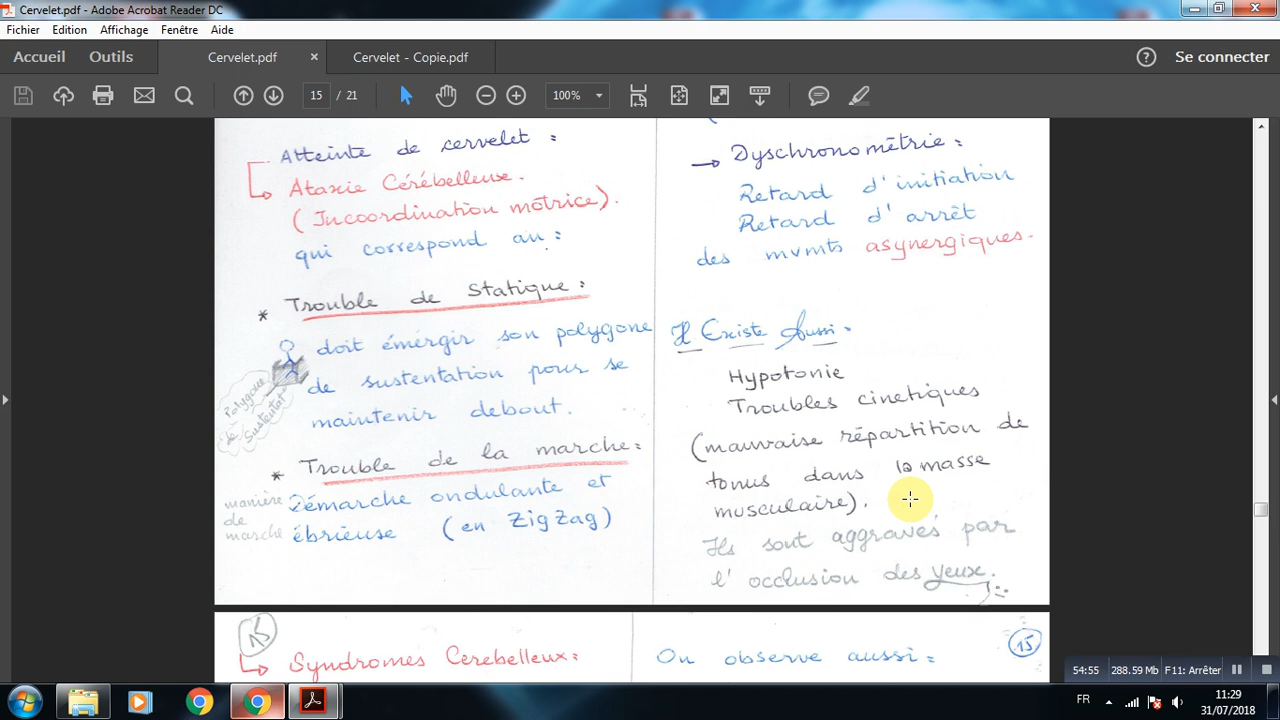 Cervelet.pdf - Adobe Acrobat Reader DC
Fichier Edition Affichage Fenêtre Aide
Accueil Outils Cervelet.pdf × Cervelet - Copie.pdf Se connecter
15 / 21 100%
Atteinte de cervelet :
Ataxie Cérébelleuse.
(Incoordination motrice).
qui correspond au :
* Trouble de Statique :
doit émergir son polygone
de sustentation pour se
maintenir debout.
Polygone
de
Sustentat°
* Trouble de la marche :
manière
de
marche
Démarche ondulante et
ébrieuse (en ZigZag)
→ Dyschronométrie :
Retard d'initiation
Retard d'arrêt
des mvmts asynergiques.
Il Existe Aussi.
Hypotonie
Troubles cinetiques
(mauvaise répartition de
tonus dans la masse
musculaire).
Ils sont aggravés par
l'occlusion des yeux.
15
Syndromes Cerebelleux :
On observe aussi :
15
54:55 288.59 Mb F11: Arrêter
FR
11:29
31/07/2018